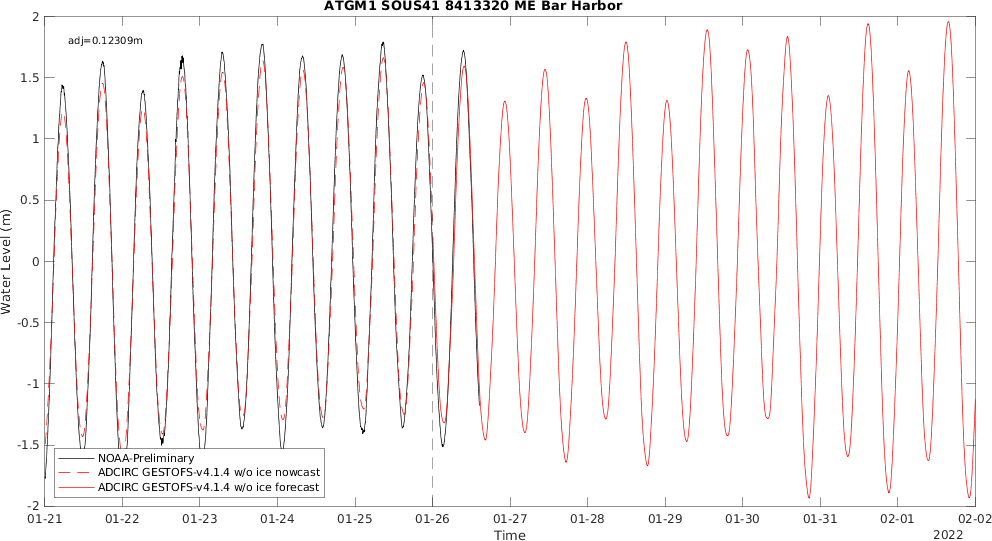 ATGM1 SOUS41 8413320 ME Bar Harbor
adj=0.12309m
2
1.5
1
0.5
0
-0.5
-1
-1.5
-2
Water Level (m)
NOAA-Preliminary
ADCIRC GESTOFS-v4.1.4 w/o ice nowcast
ADCIRC GESTOFS-v4.1.4 w/o ice forecast
01-21 01-22 01-23 01-24 01-25 01-26 01-27 01-28 01-29 01-30 01-31 02-01 02-02
Time
2022